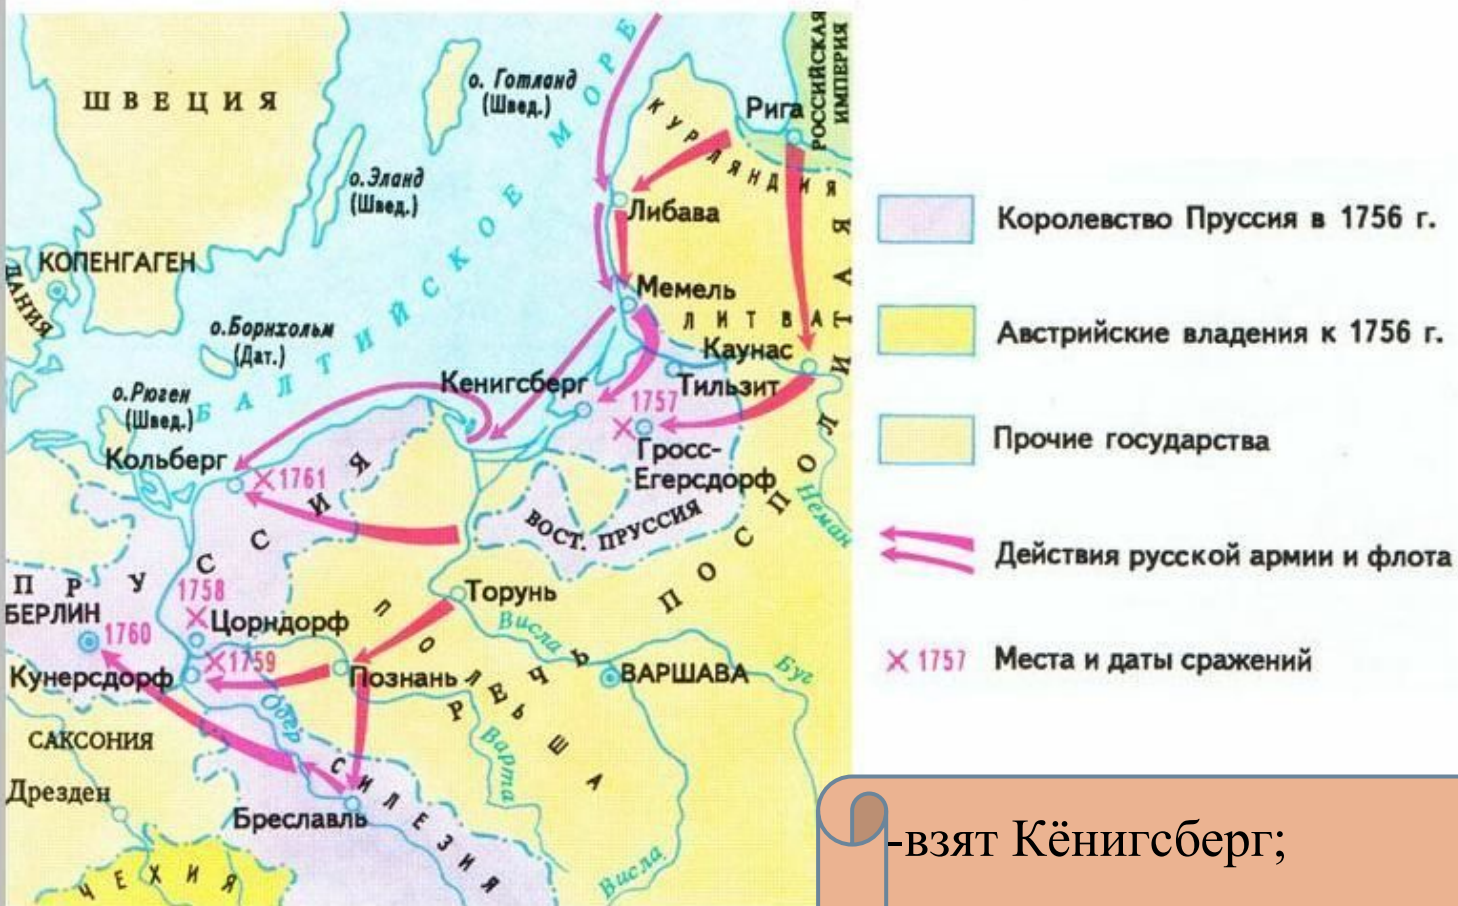 ШВЕЦИЯ
о. Готланд
(Швед.)
о.Эланд
(Швед.)
КОПЕНГАГЕН
ДАНИЯ
о.Борнхольм
(Дат.)
о.Рюген
(Швед.)
БАЛТИЙСКОЕ МОРЕ
РОССИЙСКАЯ
ИМПЕРИЯ
Рига
КУРЛЯНДИЯ
Либава
Мемель
ЛИТВА
Каунас
Тильзит
Кенигсберг
1757
Гросс-
Егерсдорф
ВОСТ. ПРУССИЯ
Неман
Кольберг
1761
ПРУССИЯ
1758
Цорндорф
БЕРЛИН
1760
1759
Кунерсдорф
Торунь
Висла
Познань
ПОЛЬША
РЕЧЬ ПОСПОЛИТАЯ
ВАРШАВА
Буг
Одер
Варта
САКСОНИЯ
Дрезден
СИЛЕЗИЯ
Бреславль
ЧЕХИЯ
Висла
Королевство Пруссия в 1756 г.
Австрийские владения к 1756 г.
Прочие государства
Действия русской армии и флота
1757 Места и даты сражений
-взят Кёнигсберг;